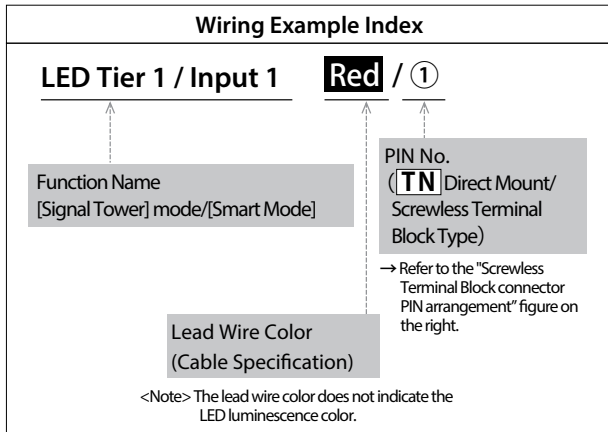 Wiring Example Index
LED Tier 1 / Input 1 Red / ①
Function Name
[Signal Tower] mode/[Smart Mode]
PIN No.
(TN Direct Mount/
Screwless Terminal
Block Type)
→ Refer to the "Screwless
Terminal Block connector
PIN arrangement” figure on
the right.
Lead Wire Color
(Cable Specification)
<Note> The lead wire color does not indicate the
LED luminescence color.